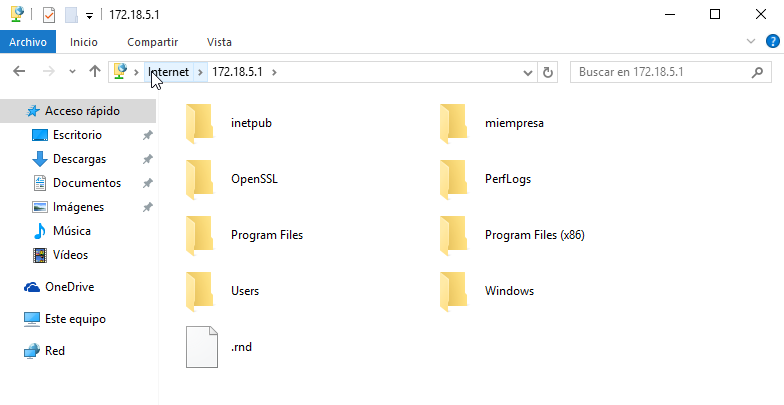 172.18.5.1
Archivo Inicio Compartir Vista
Internet 172.18.5.1 Buscar en 172.18.5.1
Acceso rápido
Escritorio
Descargas
Documentos
Imágenes
Música
Vídeos
OneDrive
Este equipo
Red
inetpub miempresa
OpenSSL PerfLogs
Program Files Program Files (x86)
Users Windows
.rnd